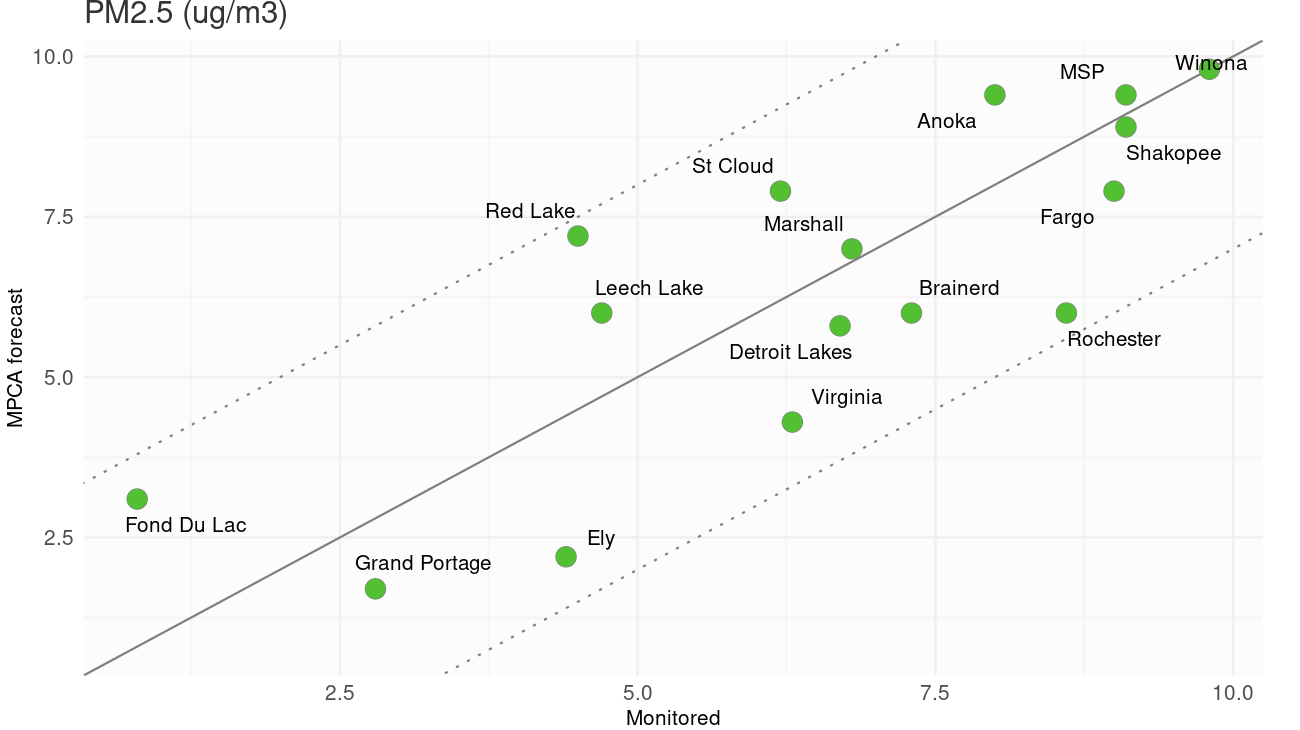 PM2.5 (ug/m3)
10.0
7.5
5.0
2.5
MPCA forecast
Winona
MSP
Anoka
Shakopee
St Cloud
Red Lake
Marshall
Fargo
Leech Lake
Brainerd
Rochester
Detroit Lakes
Virginia
Fond Du Lac
Ely
Grand Portage
2.5
5.0
7.5
10.0
Monitored